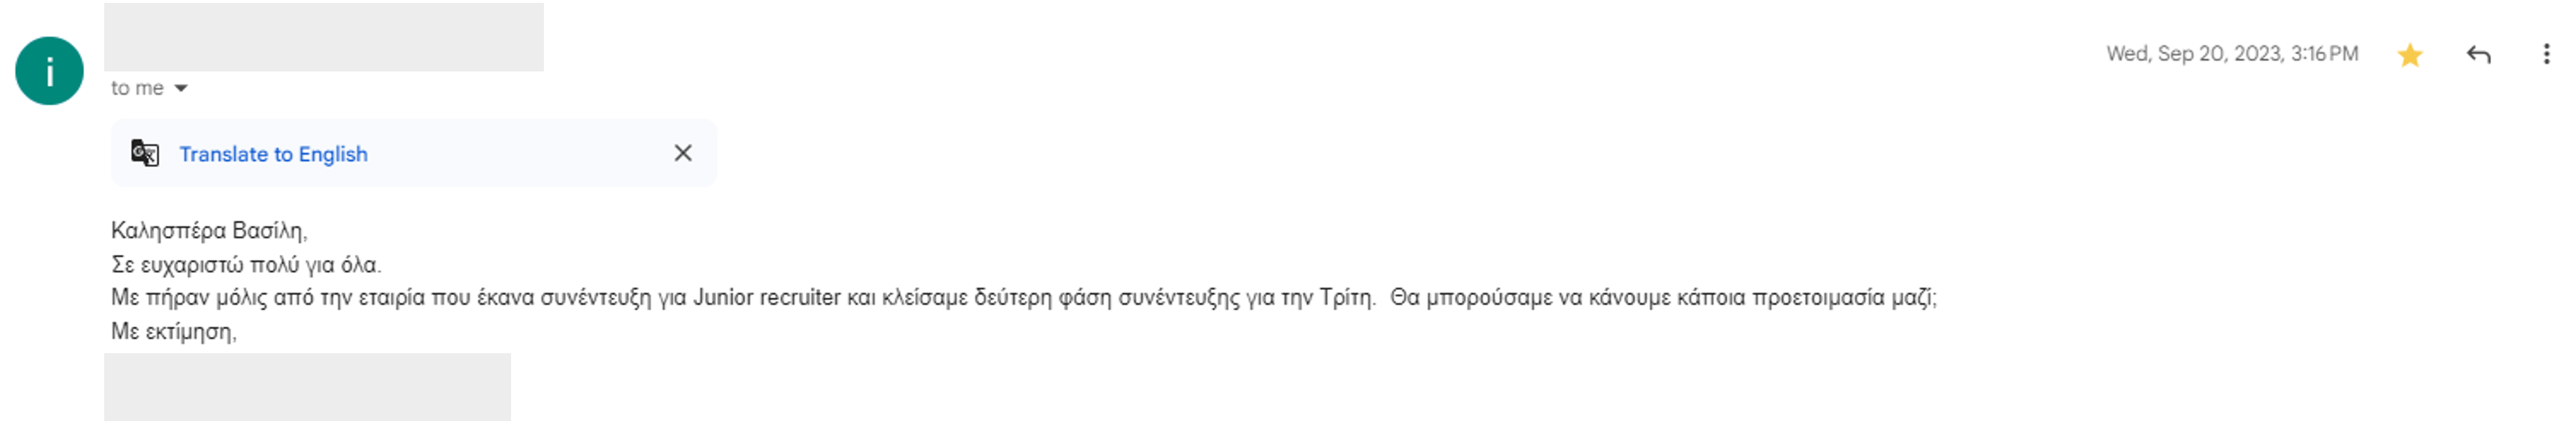 i
Wed, Sep 20, 2023, 3:16 PM
to me
Translate to English
Καλησπέρα Βασίλη,
Σε ευχαριστώ πολύ για όλα.
Με πήραν μόλις από την εταιρία που έκανα συνέντευξη για Junior recruiter και κλείσαμε δεύτερη φάση συνέντευξης για την Τρίτη.  Θα μπορούσαμε να κάνουμε κάποια προετοιμασία μαζί;
Με εκτίμηση,